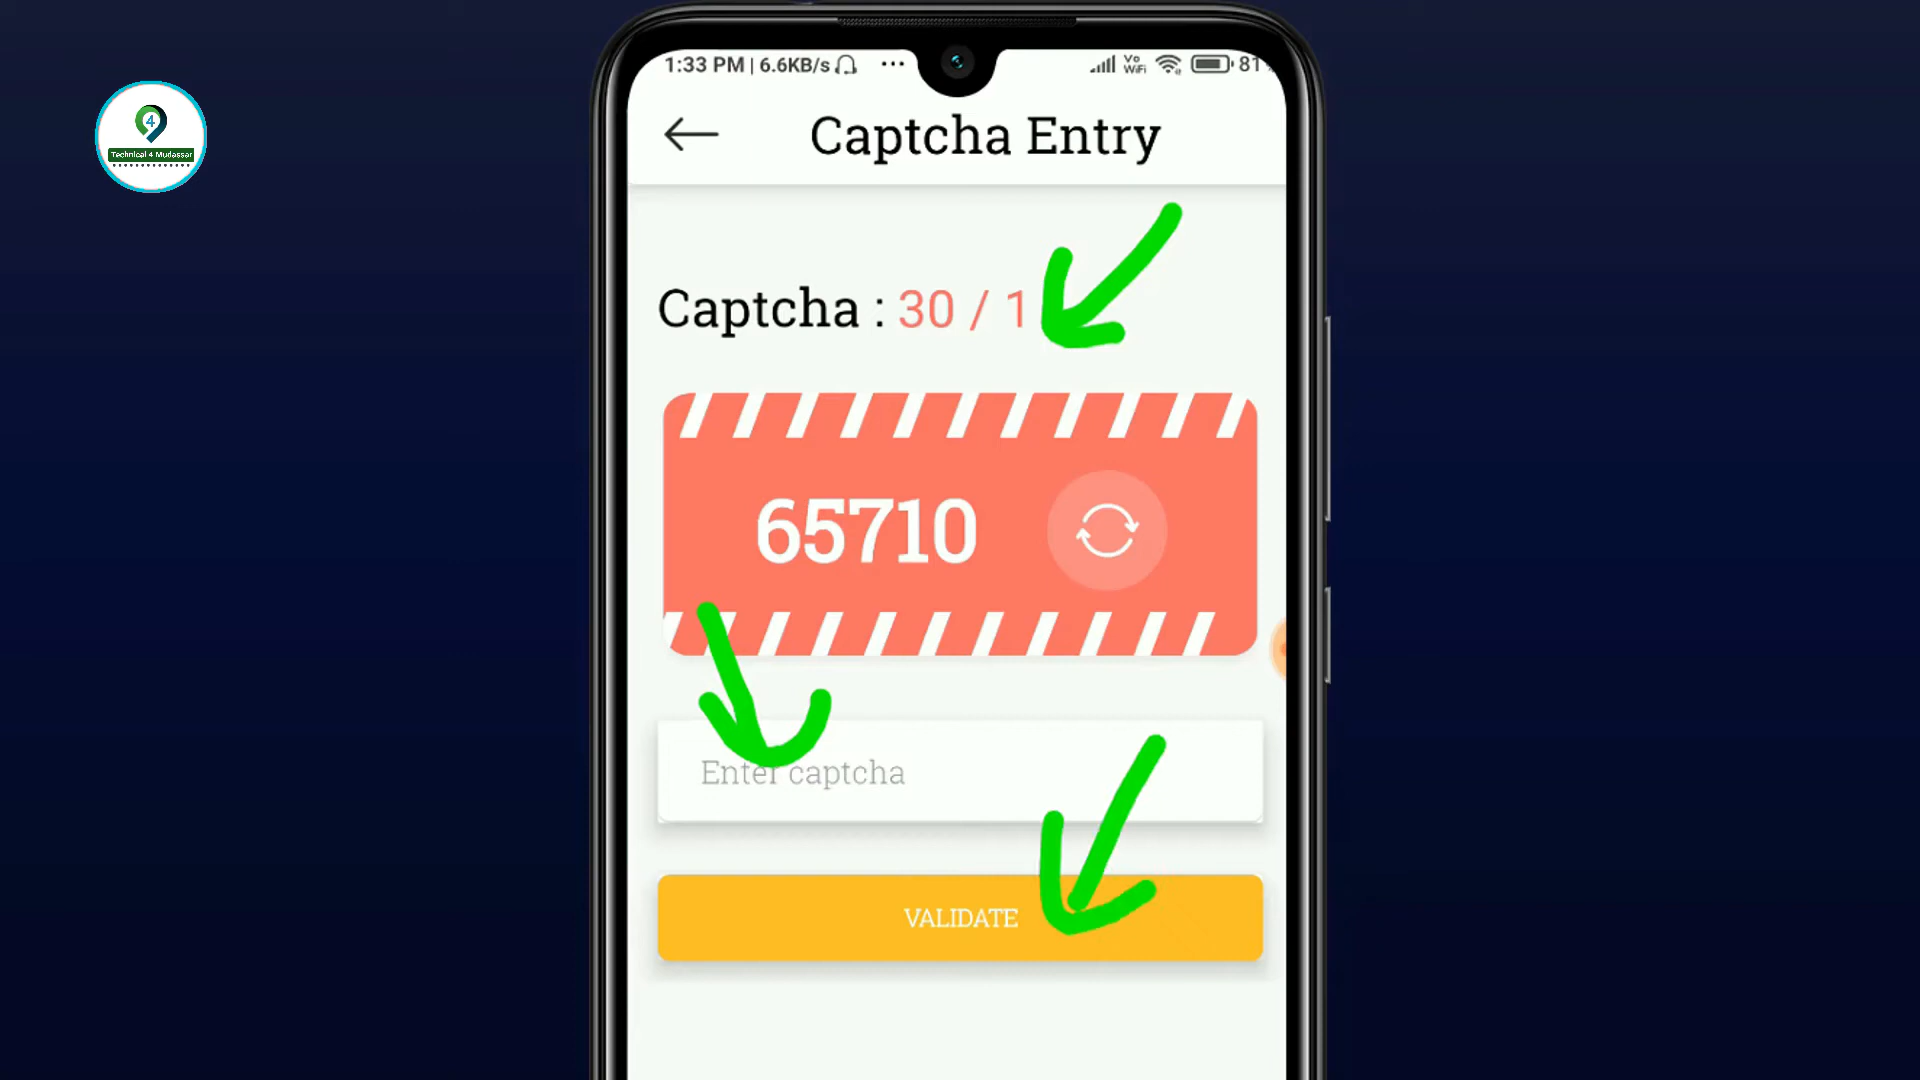 1:33 PM | 6.6KB/s ... Vo WiFi 81
4
Technical 4 Mudassar
Captcha Entry
Captcha : 30 / 1
65710
Enter captcha
VALIDATE